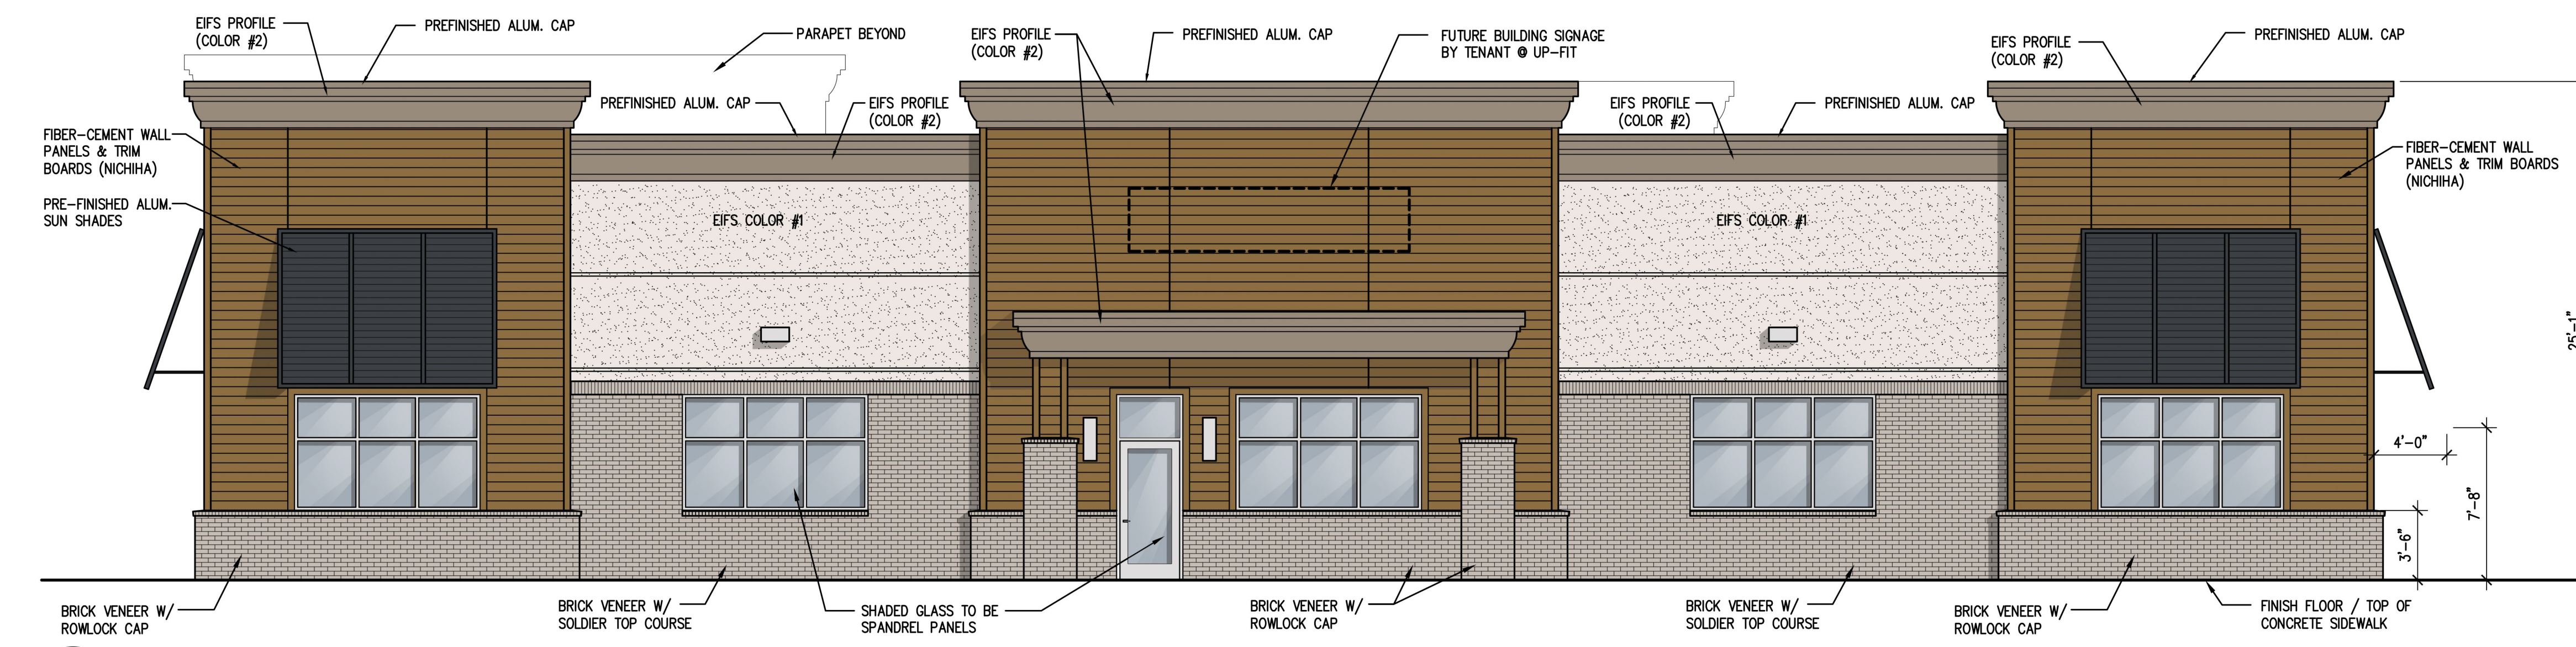 EIFS PROFILE
(COLOR #2)
PREFINISHED ALUM. CAP
PARAPET BEYOND
EIFS PROFILE
(COLOR #2)
PREFINISHED ALUM. CAP
FUTURE BUILDING SIGNAGE
BY TENANT @ UP-FIT
EIFS PROFILE
(COLOR #2)
PREFINISHED ALUM. CAP
PREFINISHED ALUM. CAP
EIFS PROFILE
(COLOR #2)
EIFS PROFILE
(COLOR #2)
PREFINISHED ALUM. CAP
FIBER-CEMENT WALL
PANELS & TRIM
BOARDS (NICHIHA)
FIBER-CEMENT WALL
PANELS & TRIM BOARDS
(NICHIHA)
PRE-FINISHED ALUM.
SUN SHADES
EIFS COLOR #1
EIFS COLOR #1
25'-1"
4'-0"
7'-8"
3'-6"
BRICK VENEER W/
ROWLOCK CAP
BRICK VENEER W/
SOLDIER TOP COURSE
SHADED GLASS TO BE
SPANDREL PANELS
BRICK VENEER W/
ROWLOCK CAP
BRICK VENEER W/
SOLDIER TOP COURSE
BRICK VENEER W/
ROWLOCK CAP
FINISH FLOOR / TOP OF
CONCRETE SIDEWALK